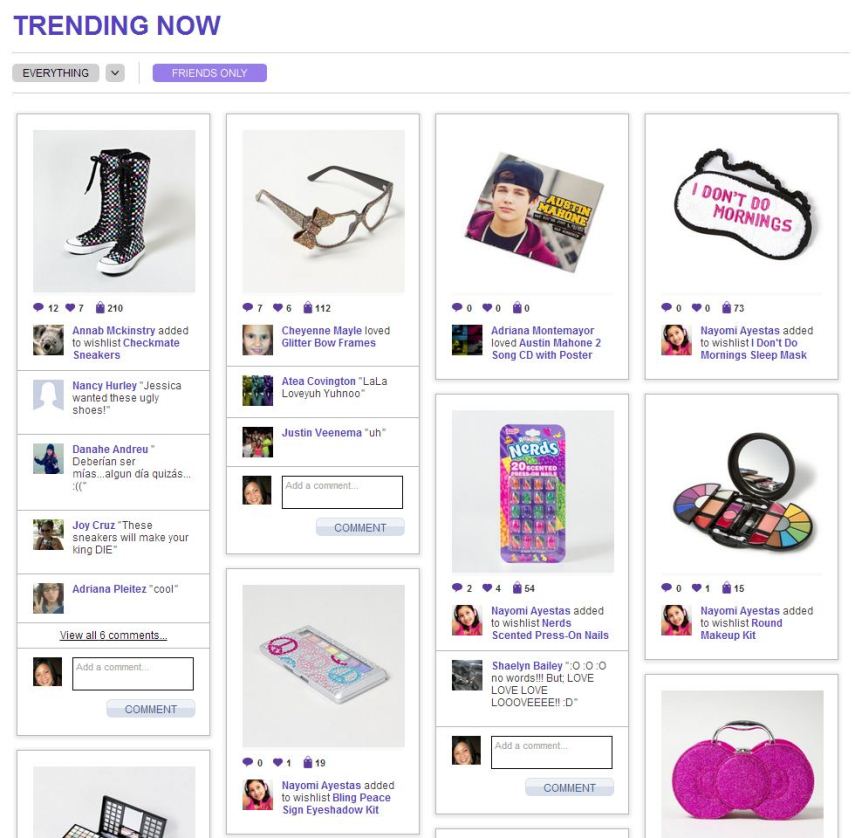 TRENDING NOW
EVERYTHING
FRIENDS ONLY
12 7 210
Annab Mckinstry added
to wishlist Checkmate
Sneakers
Nancy Hurley "Jessica
wanted these ugly
shoes!"
Danahe Andreu "
Deberían ser
mías...algun día quizás...
:(("
Joy Cruz "These
sneakers will make your
king DIE"
Adriana Pleitez "cool"
View all 6 comments...
Add a comment...
COMMENT
7 6 112
Cheyenne Mayle loved
Glitter Bow Frames
Atea Covington "LaLa
Loveyuh Yuhnoo"
Justin Veenema "uh"
Add a comment...
COMMENT
0 1 19
Nayomi Ayestas added
to wishlist Bling Peace
Sign Eyeshadow Kit
AUSTIN
MAHONE
0 0 0
Adriana Montemayor
loved Austin Mahone 2
Song CD with Poster
NERDS
20 SCENTED
PRESS-ON NAILS
2 4 54
Nayomi Ayestas added
to wishlist Nerds
Scented Press-On Nails
Shaelyn Bailey ":O :O :O
no words!!! But; LOVE
LOVE LOVE
LOOOVEEEE!! :D"
Add a comment...
COMMENT
I DON'T DO
MORNINGS
0 0 73
Nayomi Ayestas added
to wishlist I Don't Do
Mornings Sleep Mask
0 1 15
Nayomi Ayestas added
to wishlist Round
Makeup Kit